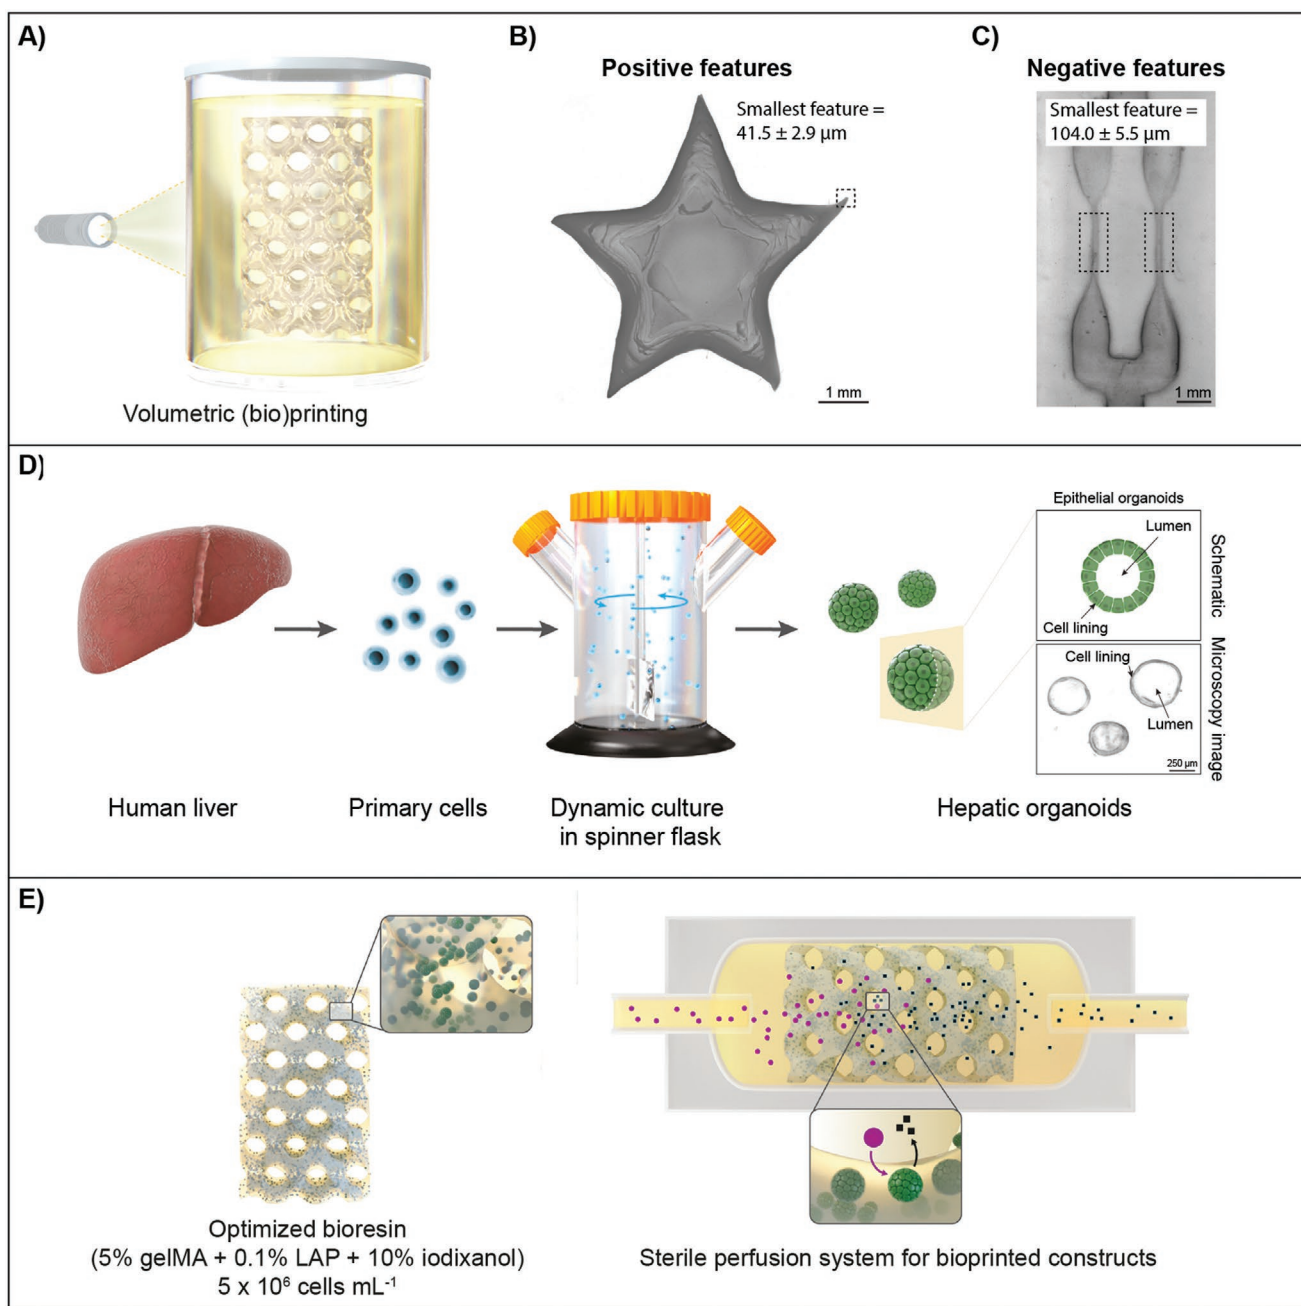 A)
Volumetric (bio)printing
B)
Positive features
Smallest feature =
41.5 ± 2.9 µm
1 mm
C)
Negative features
Smallest feature =
104.0 ± 5.5 µm
1 mm
D)
Human liver
Primary cells
Dynamic culture
in spinner flask
Hepatic organoids
Epithelial organoids
Lumen
Cell lining
Schematic
Cell lining
Lumen
250 µm
Microscopy image
E)
Optimized bioresin
(5% gelMA + 0.1% LAP + 10% iodixanol)
5 x 10⁶ cells mL⁻¹
Sterile perfusion system for bioprinted constructs